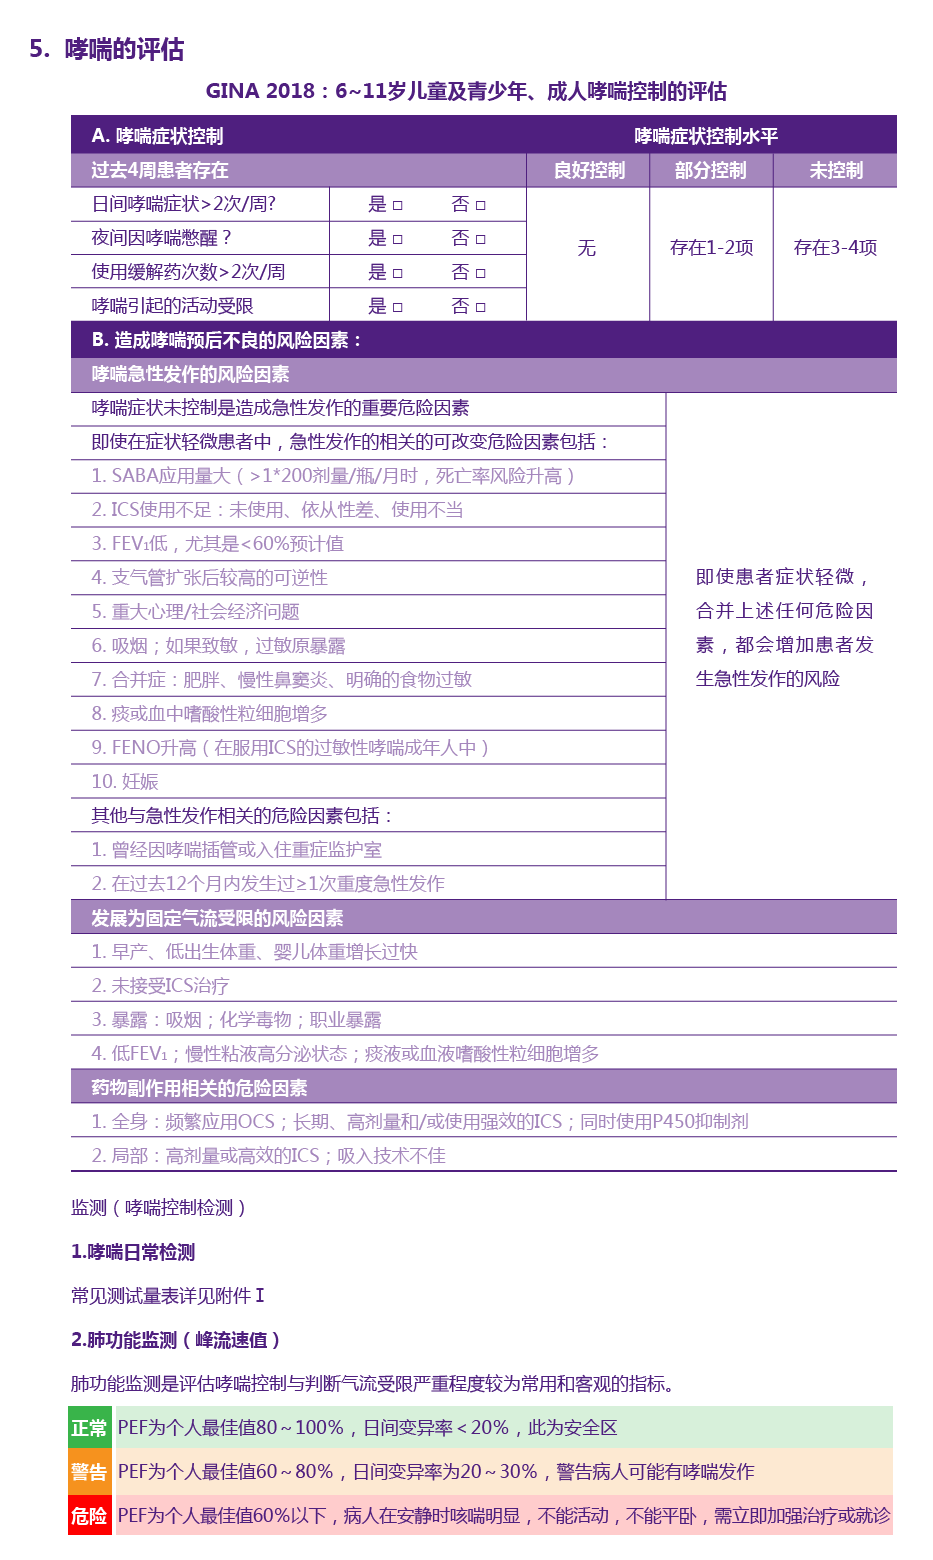 5. 哮喘的评估
GINA 2018：6~11岁儿童及青少年、成人哮喘控制的评估
A. 哮喘症状控制 哮喘症状控制水平
过去4周患者存在 良好控制 部分控制 未控制
日间哮喘症状>2次/周? 是 □ 否 □
夜间因哮喘憋醒？ 是 □ 否 □
无 存在1-2项 存在3-4项
使用缓解药次数>2次/周 是 □ 否 □
哮喘引起的活动受限 是 □ 否 □
B. 造成哮喘预后不良的风险因素：
哮喘急性发作的风险因素
哮喘症状未控制是造成急性发作的重要危险因素
即使在症状轻微患者中，急性发作的相关的可改变危险因素包括：
1. SABA应用量大（>1*200剂量/瓶/月时，死亡率风险升高）
2. ICS使用不足：未使用、依从性差、使用不当
3. FEV₁低，尤其是<60%预计值
4. 支气管扩张后较高的可逆性
5. 重大心理/社会经济问题
6. 吸烟；如果致敏，过敏原暴露
7. 合并症：肥胖、慢性鼻窦炎、明确的食物过敏
8. 痰或血中嗜酸性粒细胞增多
9. FENO升高（在服用ICS的过敏性哮喘成年人中）
10. 妊娠
其他与急性发作相关的危险因素包括：
1. 曾经因哮喘插管或入住重症监护室
2. 在过去12个月内发生过≥1次重度急性发作
即使患者症状轻微，
合并上述任何危险因
素，都会增加患者发
生急性发作的风险
发展为固定气流受限的风险因素
1. 早产、低出生体重、婴儿体重增长过快
2. 未接受ICS治疗
3. 暴露：吸烟；化学毒物；职业暴露
4. 低FEV₁；慢性粘液高分泌状态；痰液或血液嗜酸性粒细胞增多
药物副作用相关的危险因素
1. 全身：频繁应用OCS；长期、高剂量和/或使用强效的ICS；同时使用P450抑制剂
2. 局部：高剂量或高效的ICS；吸入技术不佳
监测（哮喘控制检测）
1.哮喘日常检测
常见测试量表详见附件 I
2.肺功能监测（峰流速值）
肺功能监测是评估哮喘控制与判断气流受限严重程度较为常用和客观的指标。
正常 PEF为个人最佳值80～100%，日间变异率＜20%，此为安全区
警告 PEF为个人最佳值60～80%，日间变异率为20～30%，警告病人可能有哮喘发作
危险 PEF为个人最佳值60%以下，病人在安静时咳喘明显，不能活动，不能平卧，需立即加强治疗或就诊